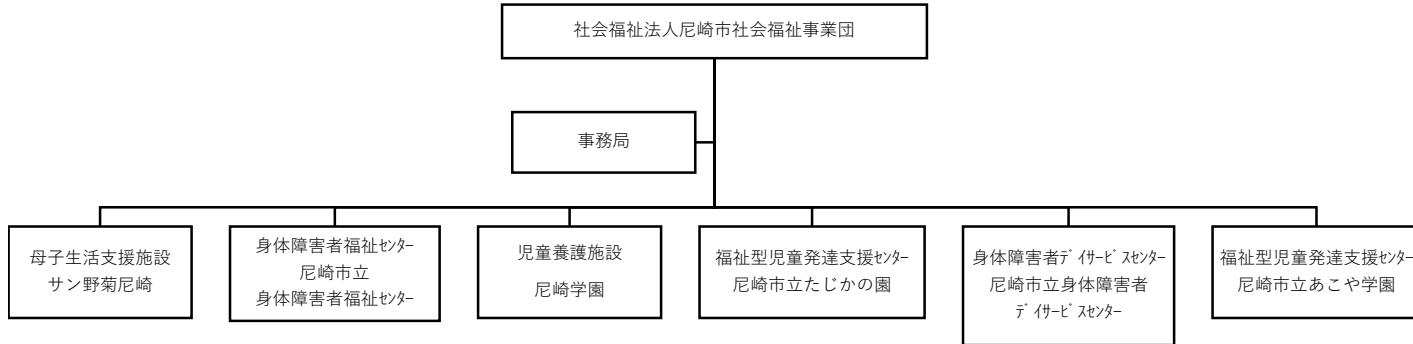 社会福祉法人尼崎市社会福祉事業団
事務局
母子生活支援施設
サン野菊尼崎
身体障害者福祉ｾﾝﾀｰ
尼崎市立
身体障害者福祉ｾﾝﾀｰ
児童養護施設
尼崎学園
福祉型児童発達支援ｾﾝﾀｰ
尼崎市立たじかの園
身体障害者ﾃﾞｲｻｰﾋﾞｽｾﾝﾀｰ
尼崎市立身体障害者
ﾃﾞｲｻｰﾋﾞｽｾﾝﾀｰ
福祉型児童発達支援ｾﾝﾀｰ
尼崎市立あこや学園